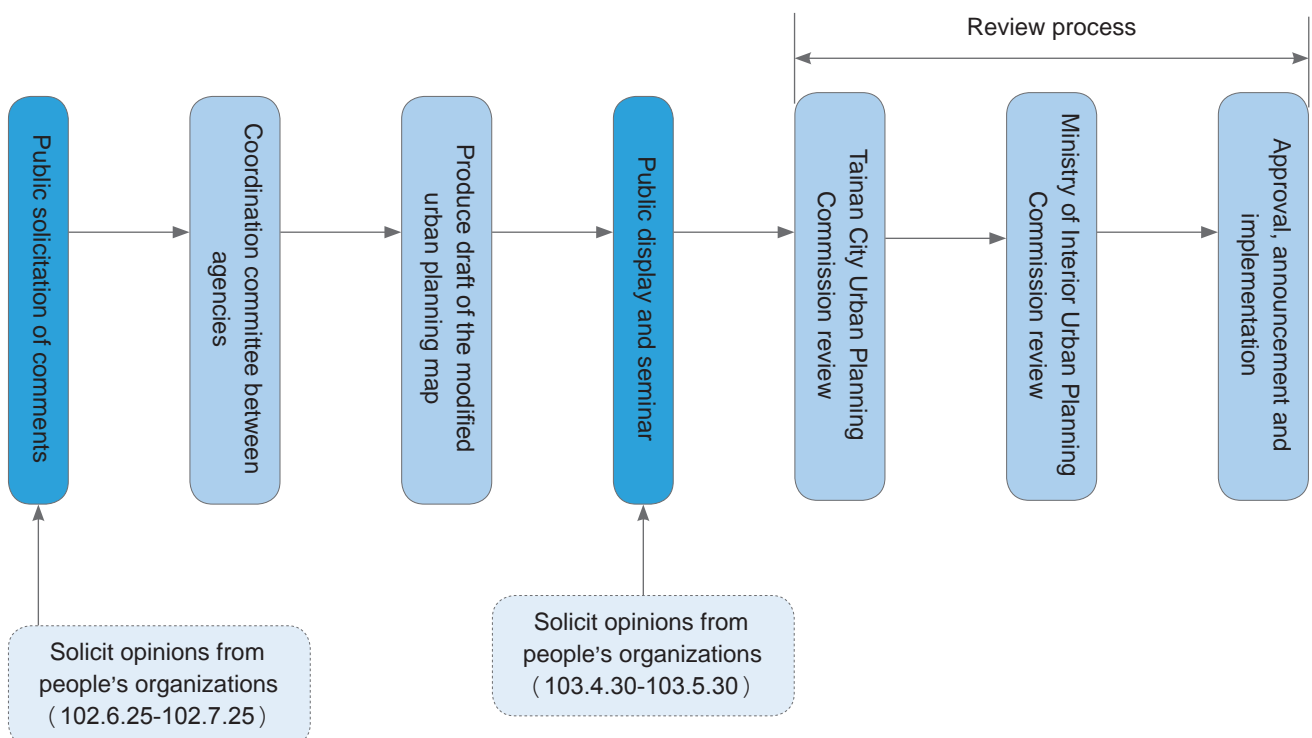 Review process
Public solicitation of comments
Coordination committee between
agencies
Produce draft of the modified
urban planning map
Public display and seminar
Tainan City Urban Planning
Commission review
Ministry of Interior Urban Planning
Commission review
Approval, announcement and
implementation
Solicit opinions from
people's organizations
（102.6.25-102.7.25）
Solicit opinions from
people's organizations
（103.4.30-103.5.30）